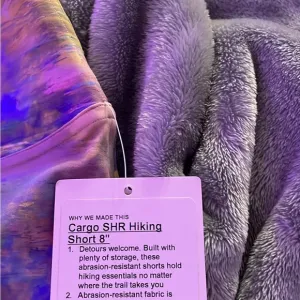 WHY WE MADE THIS
Cargo SHR Hiking
Short 8"
1. Detours welcome. Built with
plenty of storage, these
abrasion-resistant shorts hold
hiking essentials no matter
where the trail takes you
2. Abrasion-resistant fabric is